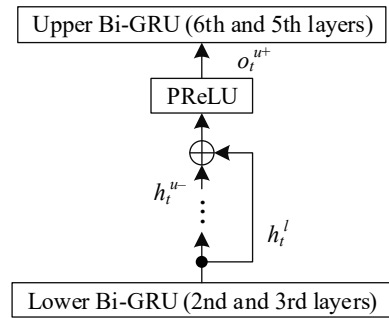 Upper Bi-GRU (6th and 5th layers)
o_t^{u+}
PReLU
h_t^{u−}
h_t^l
Lower Bi-GRU (2nd and 3rd layers)